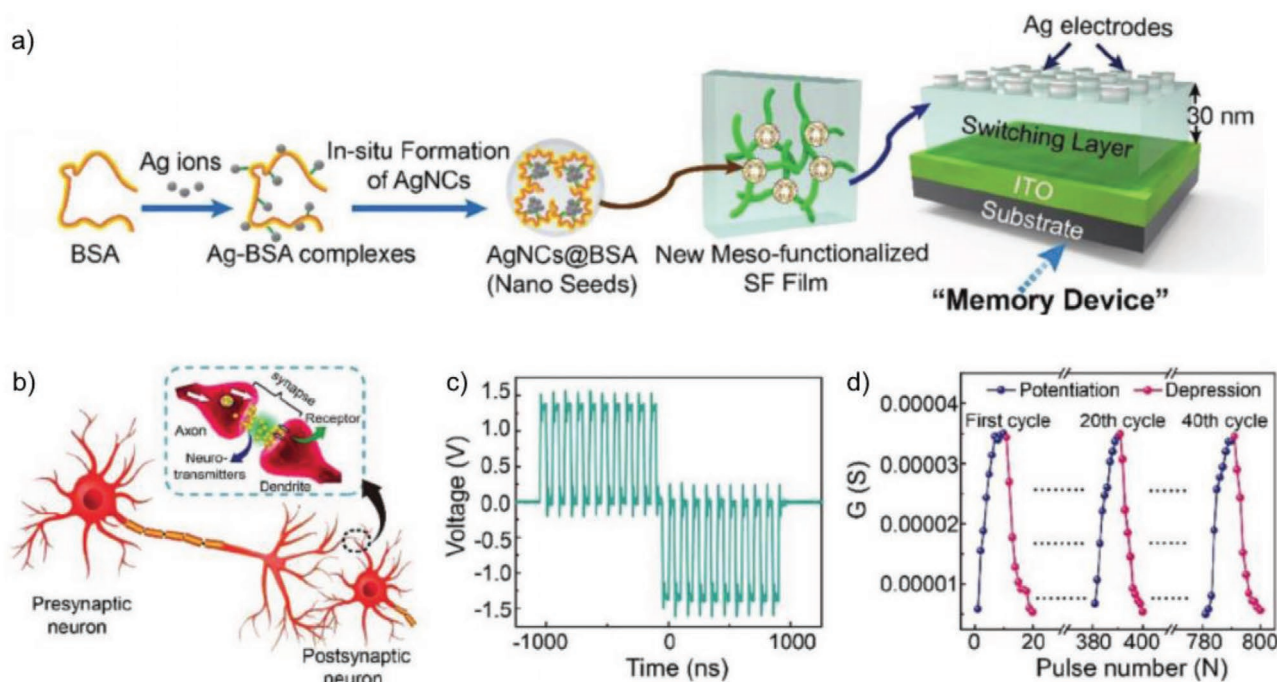 a)
Ag electrodes
30 nm
Switching Layer
ITO
Substrate
"Memory Device"
Ag ions
In-situ Formation
of AgNCs
BSA
Ag-BSA complexes
AgNCs@BSA
(Nano Seeds)
New Meso-functionalized
SF Film
b)
synapse
Receptor
Axon
Neuro-
transmitters
Dendrite
Presynaptic
neuron
Postsynaptic
neuron
c)
1.5
1.0
0.5
0.0
-0.5
-1.0
-1.5
Voltage (V)
-1000
0
1000
Time (ns)
d)
Potentiation
Depression
First cycle
20th cycle
40th cycle
0.00004
0.00003
0.00002
0.00001
G (S)
0
20
380
400
780
800
Pulse number (N)